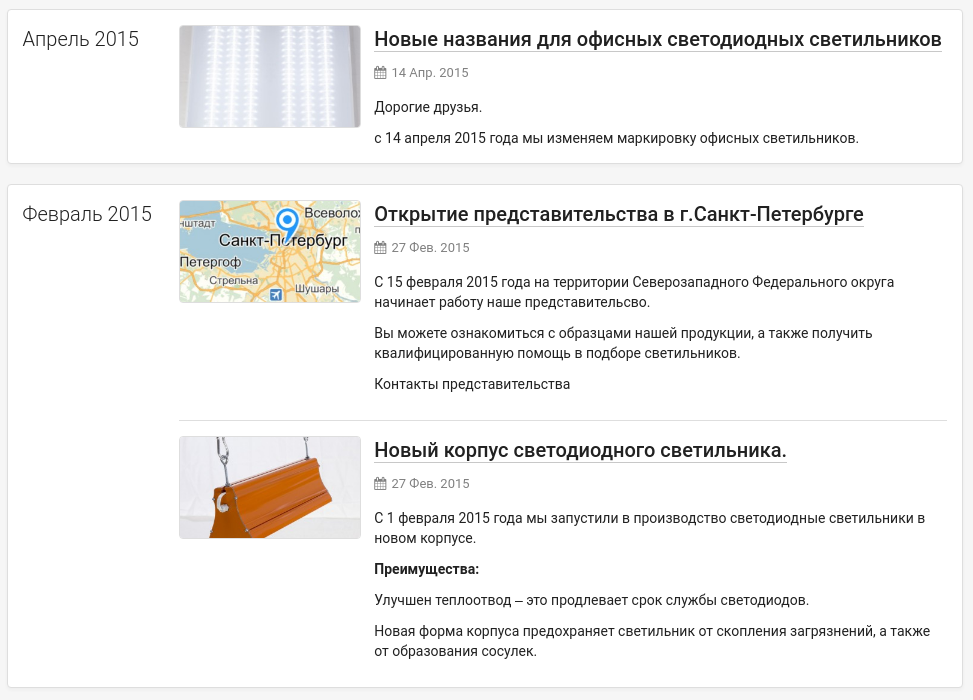 Апрель 2015
Новые названия для офисных светодиодных светильников
14 Апр. 2015
Дорогие друзья.
с 14 апреля 2015 года мы изменяем маркировку офисных светильников.
Февраль 2015
Всеволо
Санкт-Петербург
Петергоф
Стрельна
Шушары
Открытие представительства в г.Санкт-Петербурге
27 Фев. 2015
С 15 февраля 2015 года на территории Северозападного Федерального округа
начинает работу наше представительсво.
Вы можете ознакомиться с образцами нашей продукции, а также получить
квалифицированную помощь в подборе светильников.
Контакты представительства
Новый корпус светодиодного светильника.
27 Фев. 2015
С 1 февраля 2015 года мы запустили в производство светодиодные светильники в
новом корпусе.
Преимущества:
Улучшен теплоотвод – это продлевает срок службы светодиодов.
Новая форма корпуса предохраняет светильник от скопления загрязнений, а также
от образования сосулек.